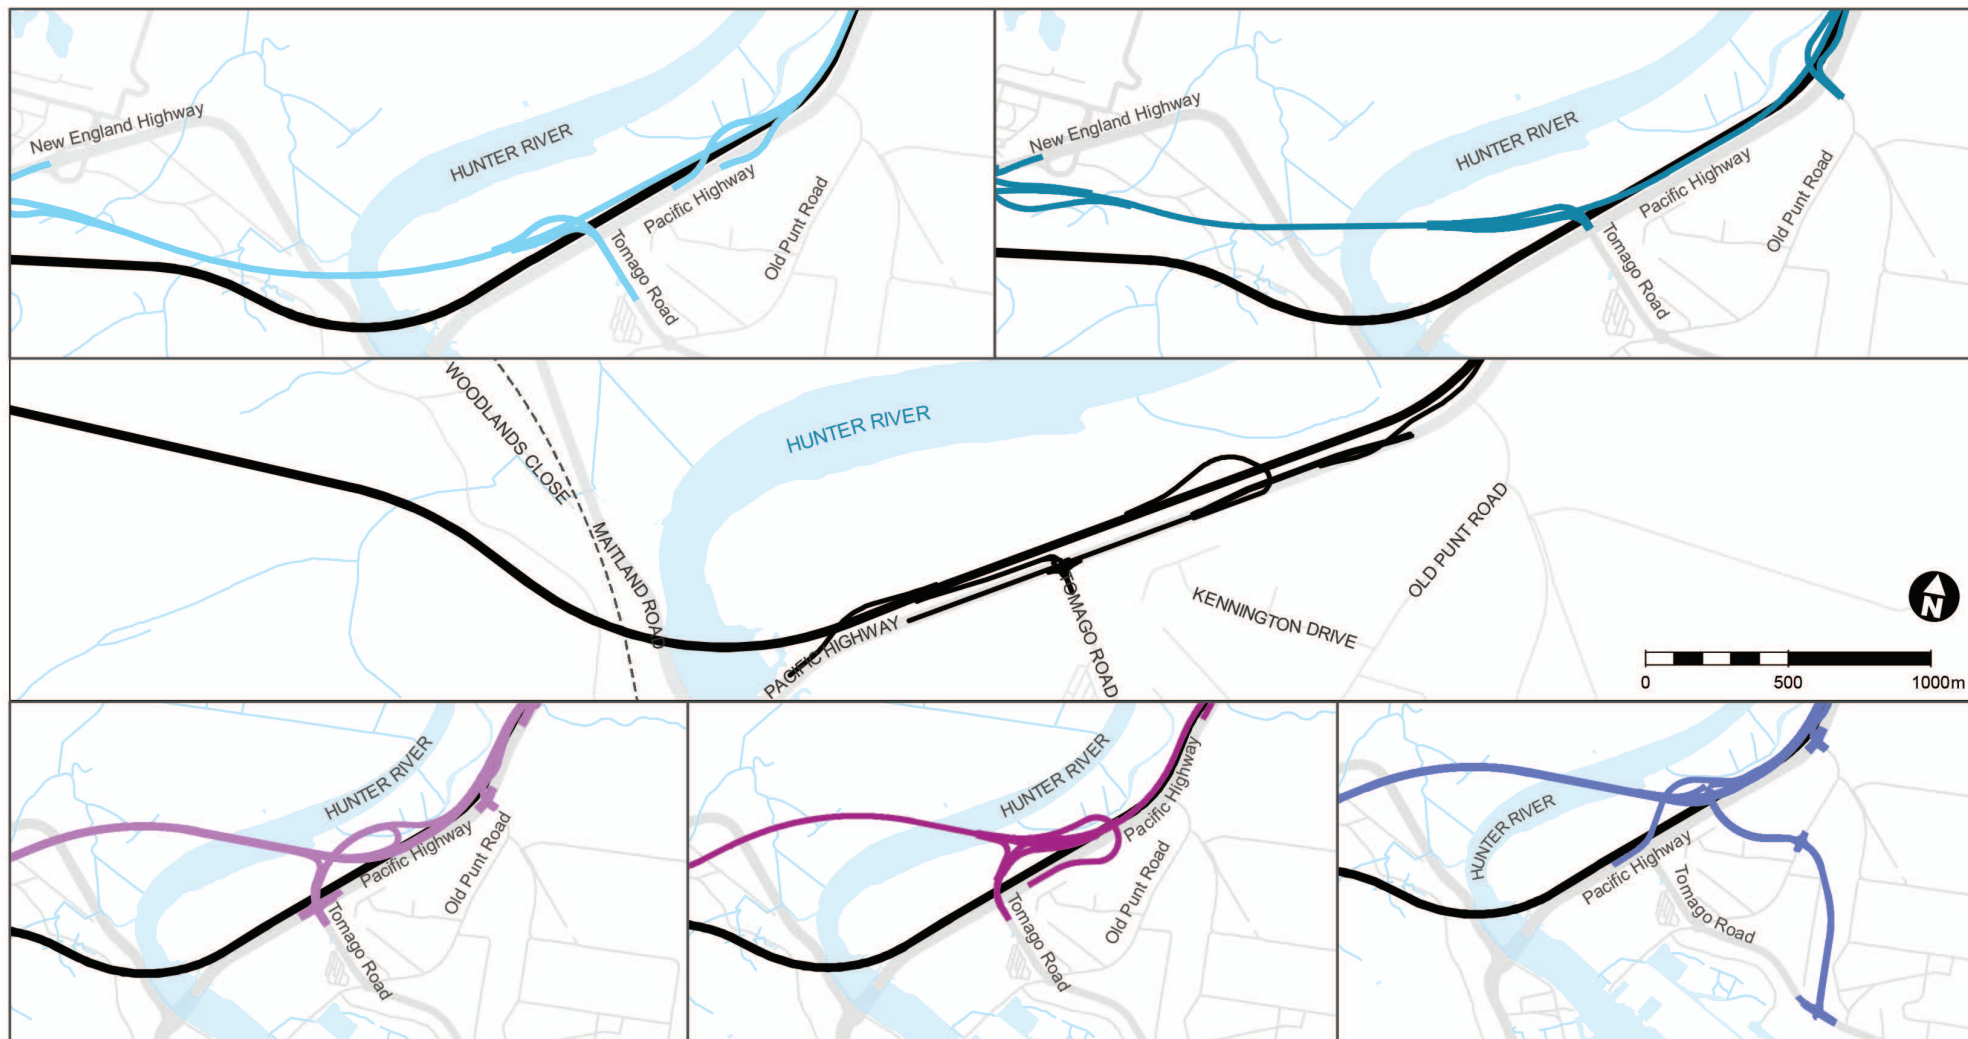 New England Highway
HUNTER RIVER
Pacific Highway
Tomago Road
Old Punt Road
New England Highway
HUNTER RIVER
Pacific Highway
Tomago Road
Old Punt Road
WOODLANDS CLOSE
MAITLAND ROAD
HUNTER RIVER
PACIFIC HIGHWAY
TOMAGO ROAD
KENNINGTON DRIVE
OLD PUNT ROAD
N
0 500 1000m
HUNTER RIVER
Pacific Highway
Old Punt Road
Tomago Road
HUNTER RIVER
Pacific Highway
Old Punt Road
Tomago Road
HUNTER RIVER
Pacific Highway
Tomago Road